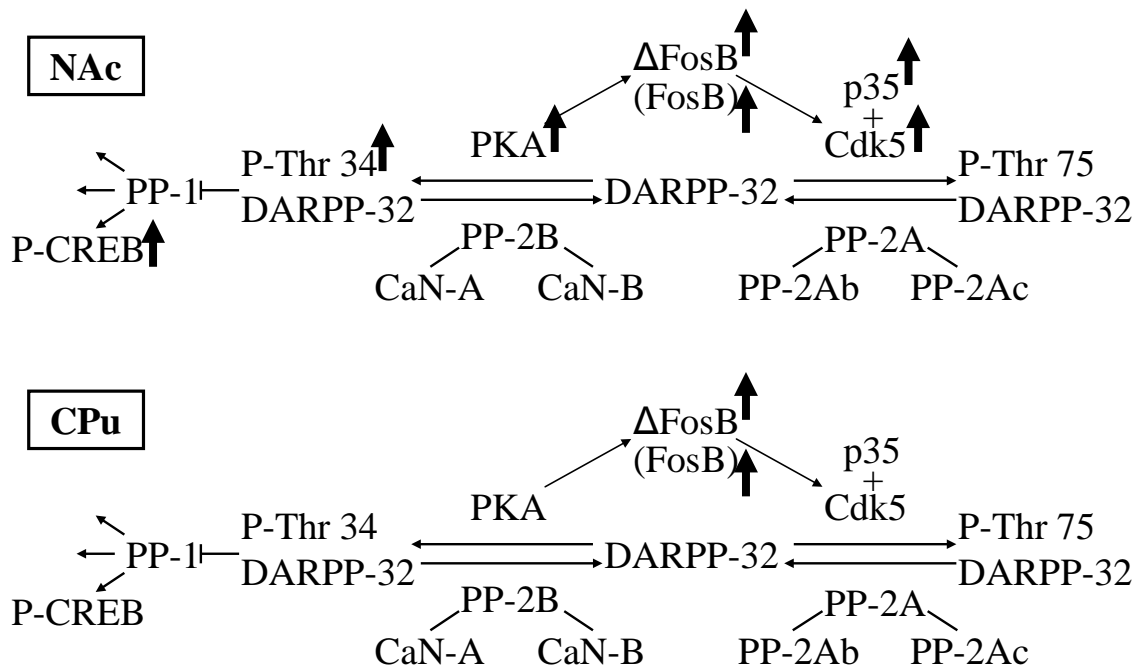 NAc
ΔFosB
(FosB)
p35
+
Cdk5
PKA
P-Thr 34
DARPP-32
PP-1
DARPP-32
P-Thr 75
DARPP-32
P-CREB
PP-2B
CaN-A
CaN-B
PP-2A
PP-2Ab
PP-2Ac
CPu
ΔFosB
(FosB)
p35
+
Cdk5
PKA
P-Thr 34
DARPP-32
PP-1
DARPP-32
P-Thr 75
DARPP-32
P-CREB
PP-2B
CaN-A
CaN-B
PP-2A
PP-2Ab
PP-2Ac